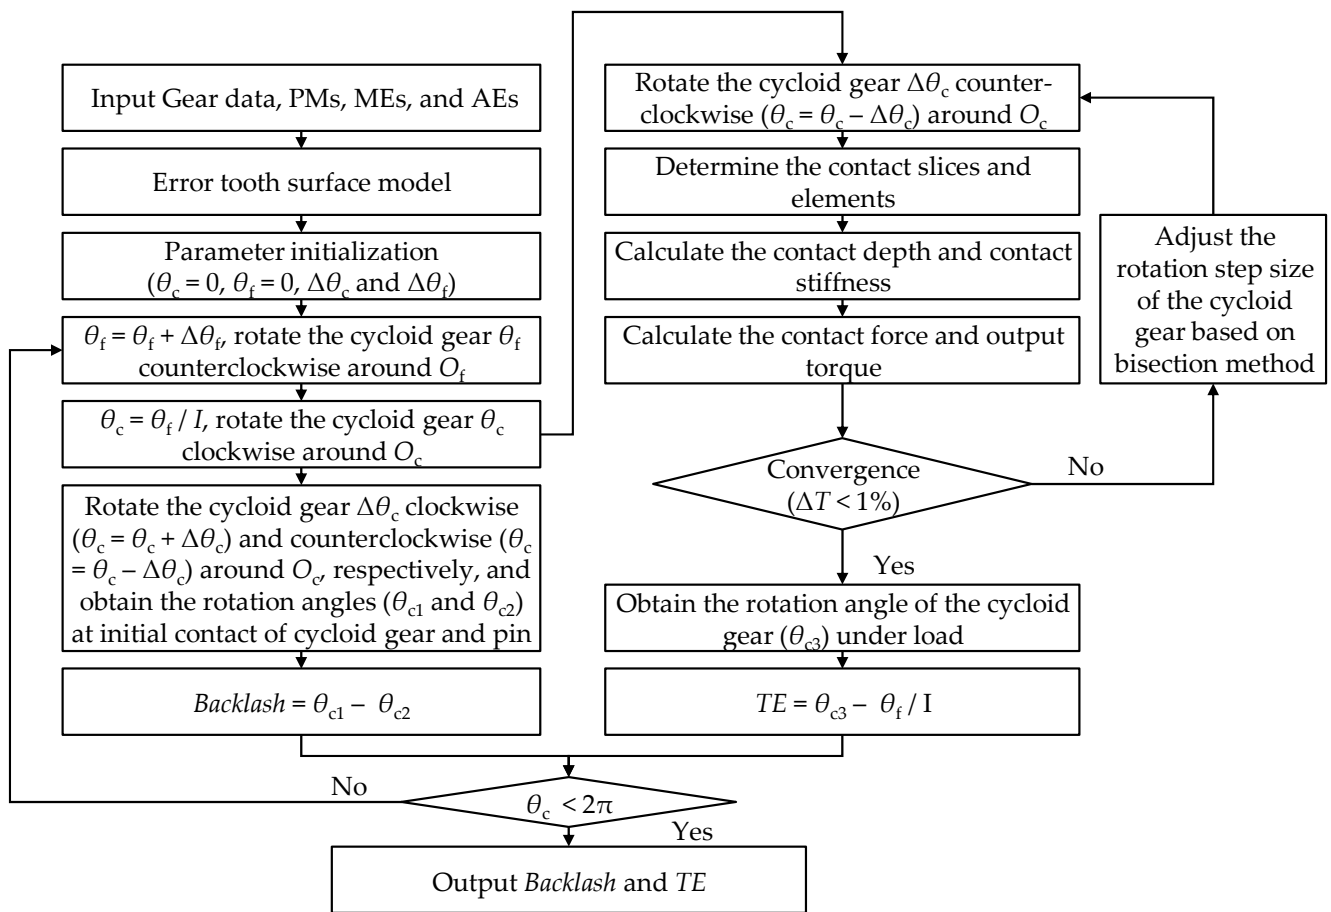 Input Gear data, PMs, MEs, and AEs
Error tooth surface model
Parameter initialization
(θc = 0, θf = 0, Δθc and Δθf)
θf = θf + Δθf, rotate the cycloid gear θf
counterclockwise around Of
θc = θf / I, rotate the cycloid gear θc
clockwise around Oc
Rotate the cycloid gear Δθc clockwise
(θc = θc + Δθc) and counterclockwise (θc
= θc – Δθc) around Oc, respectively, and
obtain the rotation angles (θc1 and θc2)
at initial contact of cycloid gear and pin
Backlash = θc1 – θc2
Rotate the cycloid gear Δθc counter-
clockwise (θc = θc – Δθc) around Oc
Determine the contact slices and
elements
Calculate the contact depth and contact
stiffness
Calculate the contact force and output
torque
Convergence
(ΔT < 1%)
No
Adjust the
rotation step size
of the cycloid
gear based on
bisection method
Yes
Obtain the rotation angle of the cycloid
gear (θc3) under load
TE = θc3 – θf / I
θc < 2π
No
Yes
Output Backlash and TE